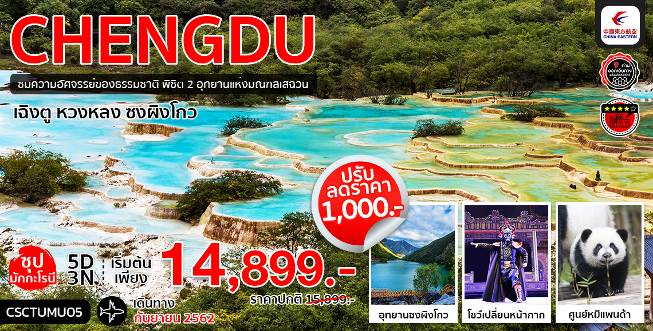 CHENGDU
中國東方航空
CHINA EASTERN
ชมความอัศจรรย์ของธรรมชาติ พิชิต 2 อุทยานแห่งมณฑลเสฉวน
เฉิงตู หวงหลง ซงผิงโกว
ปรับ
ลดราคา
1,000.-
ซุป
มักกะโรนี
5D
3N
เริ่มต้น
เพียง
14,899.-
ราคาปกติ 15,899.-
CSCTUMU05
เดินทาง
กันยายน 2562
อุทยานซงผิงโกว
โชว์เปลี่ยนหน้ากาก
ศูนย์หมีแพนด้า